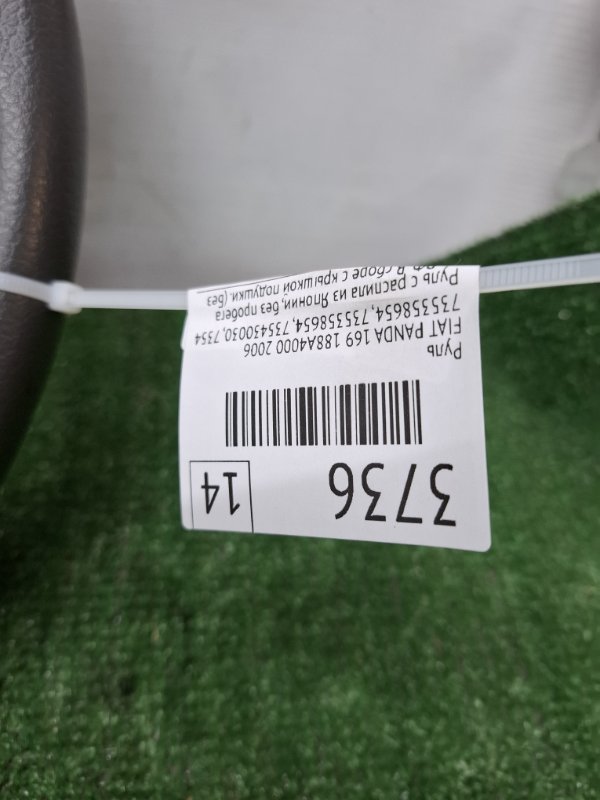 3736
14
Руль
FIAT PANDA 169 188A4000 2006
735358654,735358654,735430030,7354
Руль с распила из Японии, без пробега
В сборе с крышкой подушки. (без